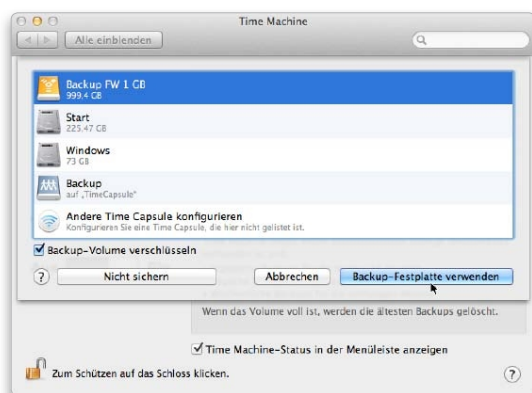 Time Machine
Alle einblenden
Backup FW 1 GB
999,4 GB
Start
225,47 GB
Windows
73 GB
Backup
auf „TimeCapsule“
Andere Time Capsule konfigurieren
Konfigurieren Sie eine Time Capsule, die hier nicht gelistet ist.
Backup-Volume verschlüsseln
? Nicht sichern Abbrechen Backup-Festplatte verwenden
Wenn das Volume voll ist, werden die ältesten Backups gelöscht.
Time Machine-Status in der Menüleiste anzeigen
Zum Schützen auf das Schloss klicken. ?